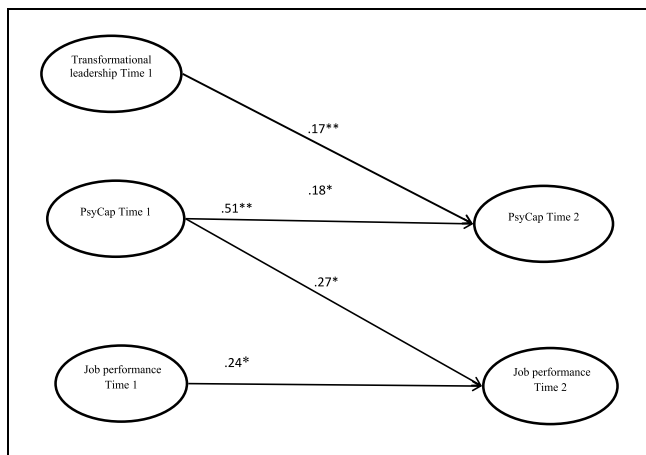 Transformational
leadership Time 1
.17**
.18*
PsyCap Time 1
.51**
PsyCap Time 2
.27*
.24*
Job performance
Time 1
Job performance
Time 2